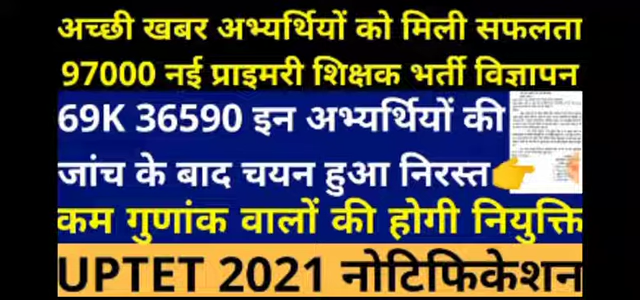 अच्छी खबर अभ्यर्थियों को मिली सफलता
97000 नई प्राइमरी शिक्षक भर्ती विज्ञापन
69K 36590 इन अभ्यर्थियों की
जांच के बाद चयन हुआ निरस्त👉
कम गुणांक वालों की होगी नियुक्ति
UPTET 2021 नोटिफिकेशन